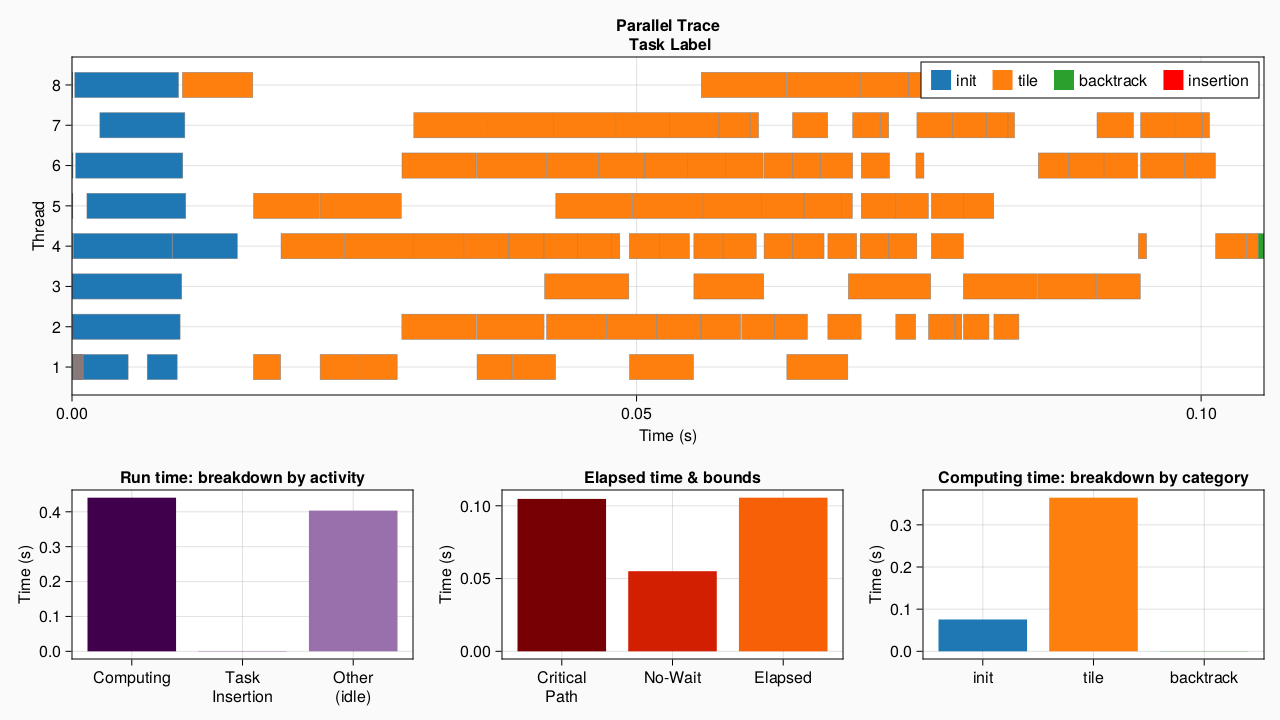 Parallel Trace
Task Label
init tile backtrack insertion
Thread
8
7
6
5
4
3
2
1
0.00 0.05 0.10
Time (s)
Run time: breakdown by activity
Time (s)
0.4
0.3
0.2
0.1
0.0
Computing Task Insertion Other (idle)
Elapsed time & bounds
Time (s)
0.10
0.05
0.00
Critical Path No-Wait Elapsed
Computing time: breakdown by category
Time (s)
0.3
0.2
0.1
0.0
init tile backtrack